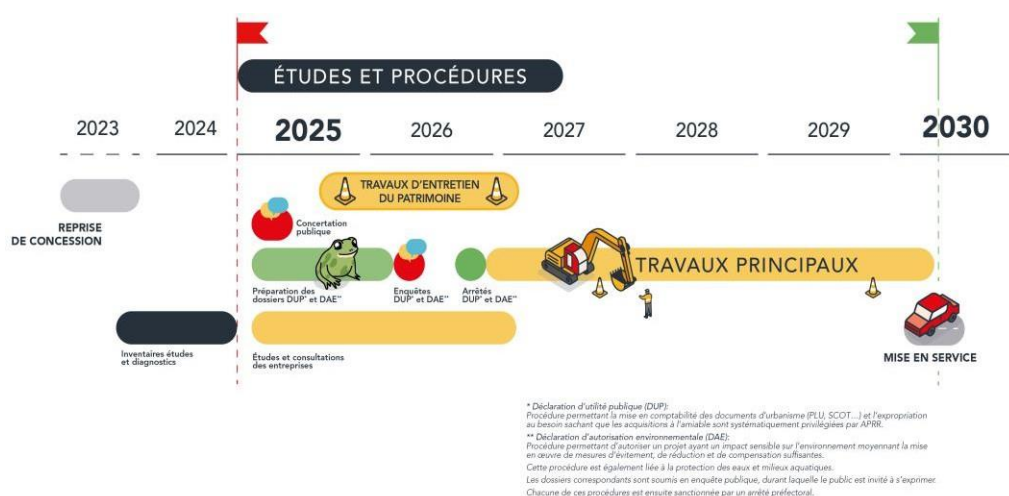 ÉTUDES ET PROCÉDURES
2023
2024
2025
2026
2027
2028
2029
2030
TRAVAUX D'ENTRETIEN
DU PATRIMOINE
REPRISE
DE CONCESSION
Concertation
publique
TRAVAUX PRINCIPAUX
Préparation des
dossiers DUP* et DAE**
Enquêtes
DUP* et DAE**
Arrêtés
DUP* et DAE**
Inventaires études
et diagnostics
Études et consultations
des entreprises
MISE EN SERVICE
* Déclaration d'utilité publique (DUP):
Procédure permettant la mise en comptabilité des documents d'urbanisme (PLU, SCOT…) et l'expropriation
au besoin sachant que les acquisitions à l'amiable sont systématiquement privilégiées par APRR.
** Déclaration d'autorisation environnementale (DAE):
Procédure permettant d'autoriser un projet ayant un impact sensible sur l'environnement moyennant la mise
en œuvre de mesures d'évitement, de réduction et de compensation suffisantes.
Cette procédure est également liée à la protection des eaux et milieux aquatiques.
Les dossiers correspondants sont soumis en enquête publique, durant laquelle le public est invité à s'exprimer.
Chacune de ces procédures est ensuite sanctionnée par un arrêté préfectoral.